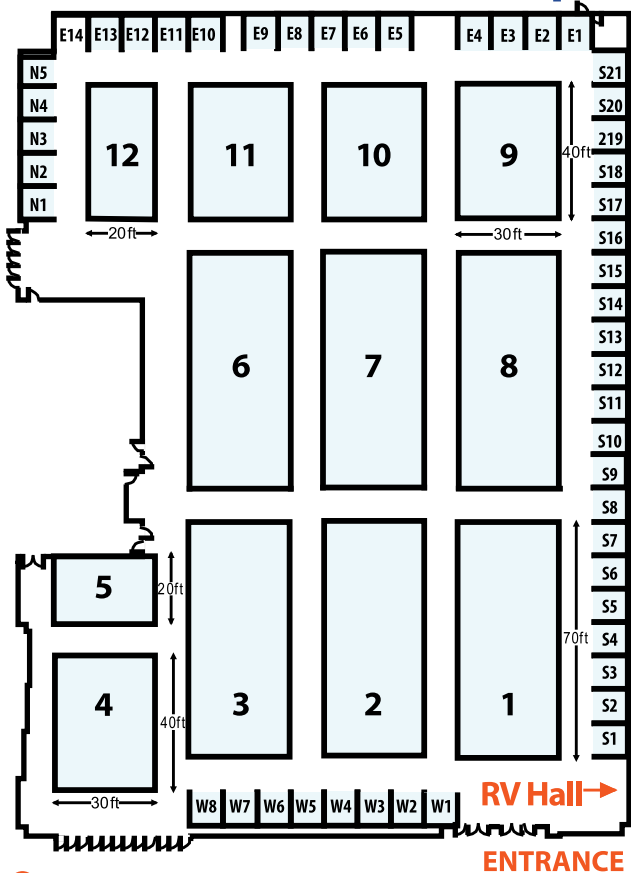 E14 E13 E12 E11 E10 E9 E8 E7 E6 E5 E4 E3 E2 E1
N5 S21
N4 S20
N3 219
12 11 10 9 40ft
N2 S18
N1 S17
20ft 30ft S16
S15
S14
S13
6 7 8 S12
S11
S10
S9
S8
S7
S6
5 20ft S5
70ft S4
S3
4 3 2 1 S2
40ft
S1
30ft W8 W7 W6 W5 W4 W3 W2 W1
RV Hall
ENTRANCE